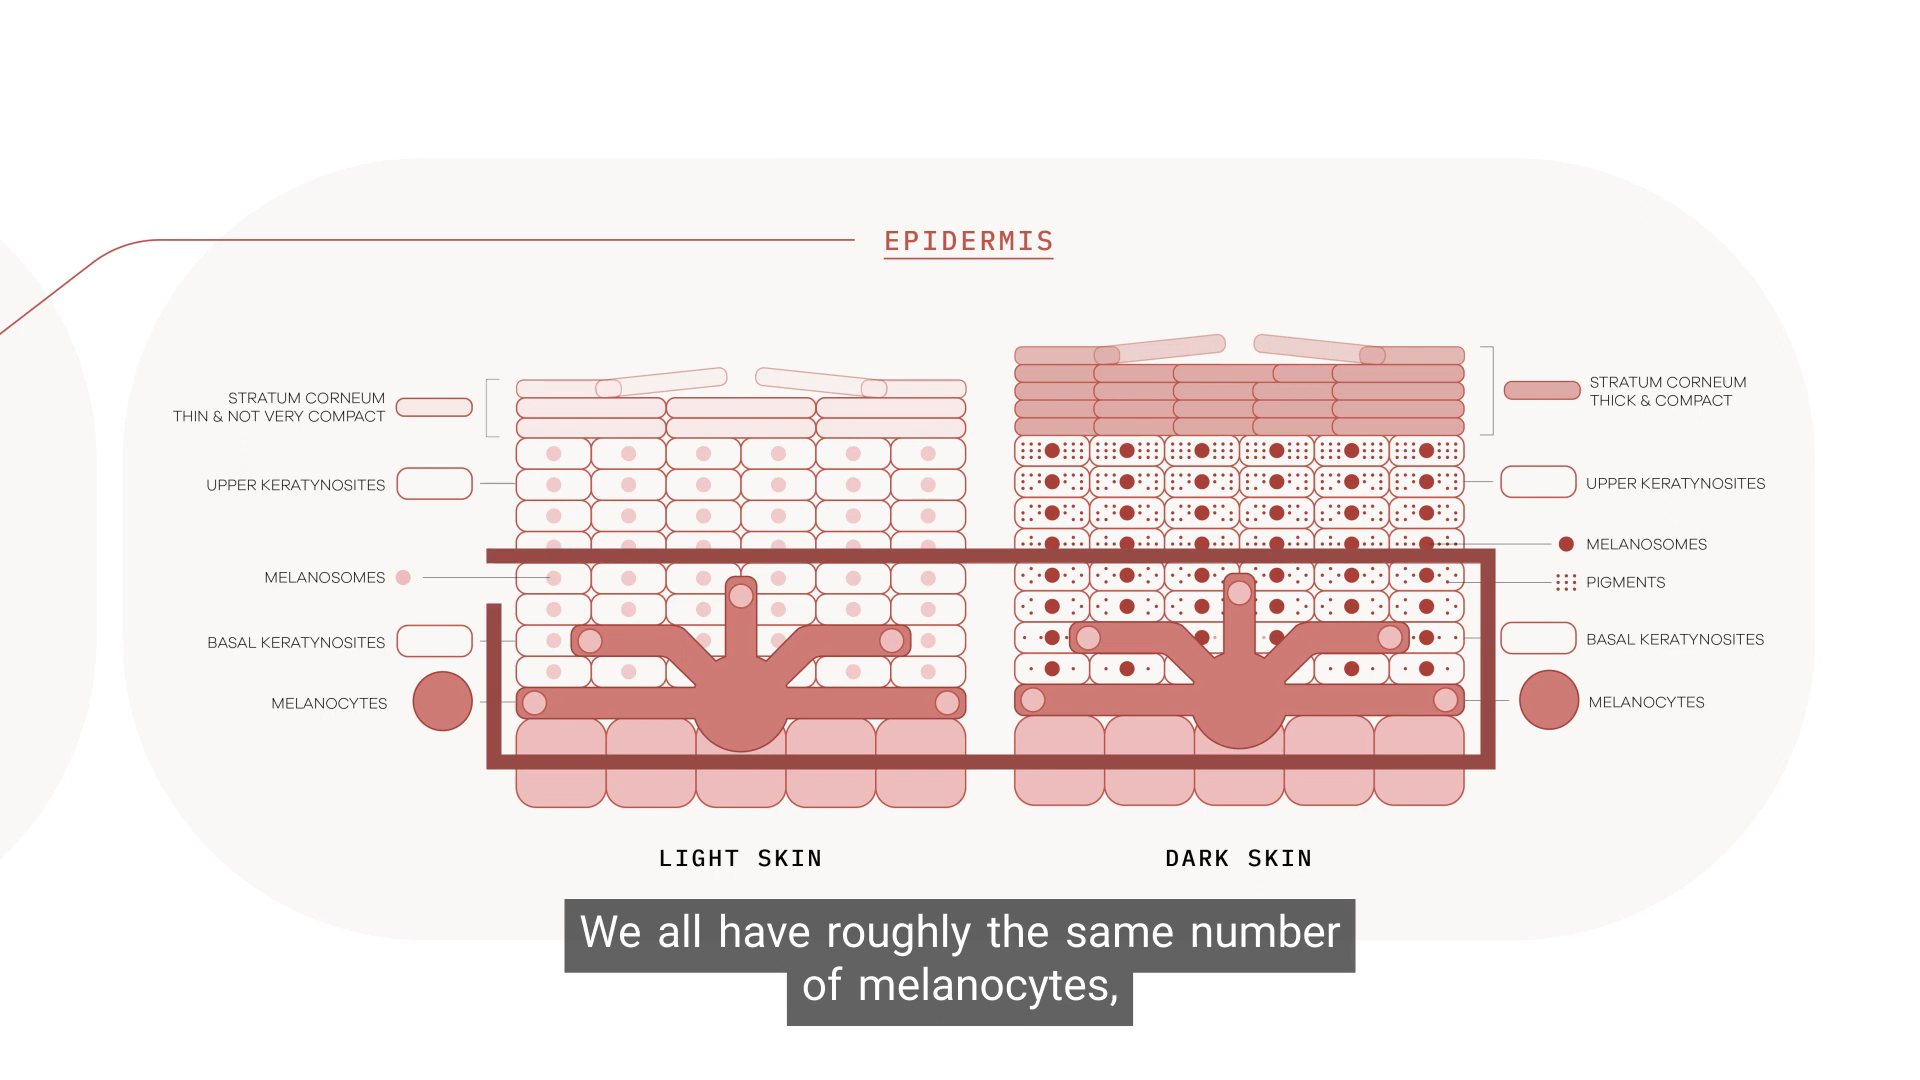 EPIDERMIS
STRATUM CORNEUM
THIN & NOT VERY COMPACT
UPPER KERATYNOSITES
MELANOSOMES
BASAL KERATYNOSITES
MELANOCYTES
STRATUM CORNEUM
THICK & COMPACT
UPPER KERATYNOSITES
MELANOSOMES
PIGMENTS
BASAL KERATYNOSITES
MELANOCYTES
LIGHT SKIN
DARK SKIN
We all have roughly the same number
of melanocytes,